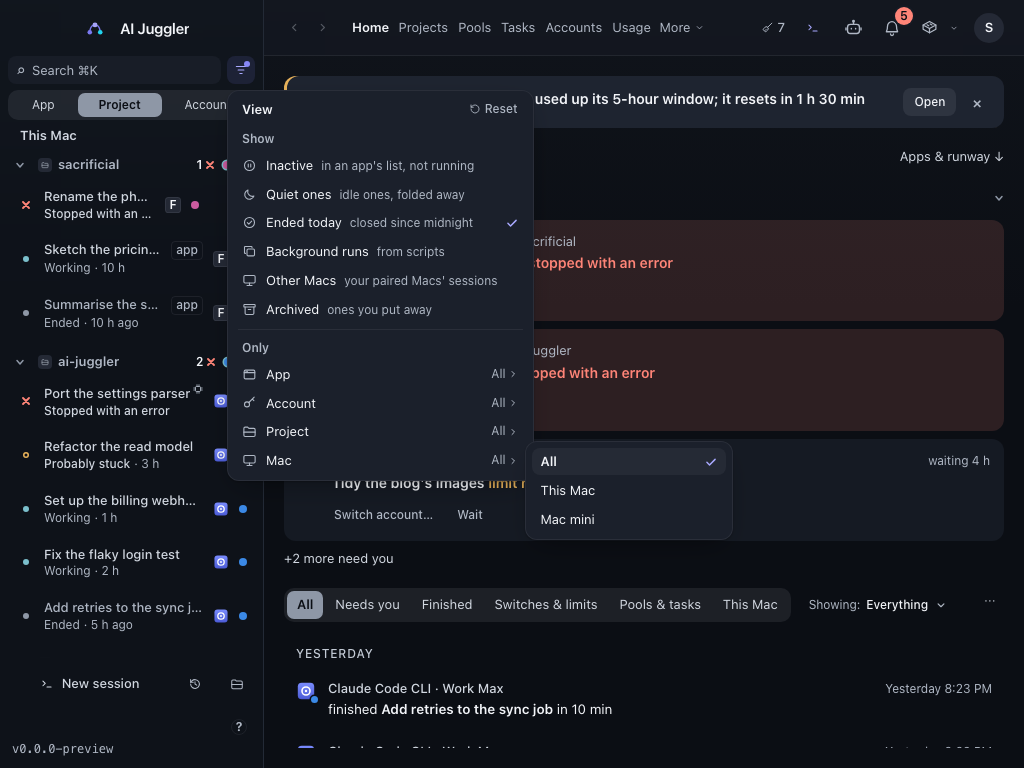 AI Juggler
Search ⌘K
App Project Accoun
This Mac
sacrificial 1
Rename the ph...
Stopped with an ...
F
Sketch the pricin... app
Working · 10 h
F
Summarise the s... app
Ended · 10 h ago
F
ai-juggler 2
Port the settings parser
Stopped with an error
Refactor the read model
Probably stuck · 3 h
Set up the billing webh...
Working · 1 h
Fix the flaky login test
Working · 2 h
Add retries to the sync j...
Ended · 5 h ago
New session
?
v0.0.0-preview
Home Projects Pools Tasks Accounts Usage More 7 5 S
used up its 5-hour window; it resets in 1 h 30 min
Open
Apps & runway ↓
View
Reset
Show
Inactive in an app's list, not running
Quiet ones idle ones, folded away
Ended today closed since midnight
Background runs from scripts
Other Macs your paired Macs' sessions
Archived ones you put away
Only
App All
Account All
Project All
Mac All
All
This Mac
Mac mini
crificial
stopped with an error
uggler
pped with an error
waiting 4 h
Tidy the blog's images limit
Switch account... Wait
+2 more need you
All Needs you Finished Switches & limits Pools & tasks This Mac Showing: Everything ...
YESTERDAY
Claude Code CLI · Work Max Yesterday 8:23 PM
finished Add retries to the sync job in 10 min